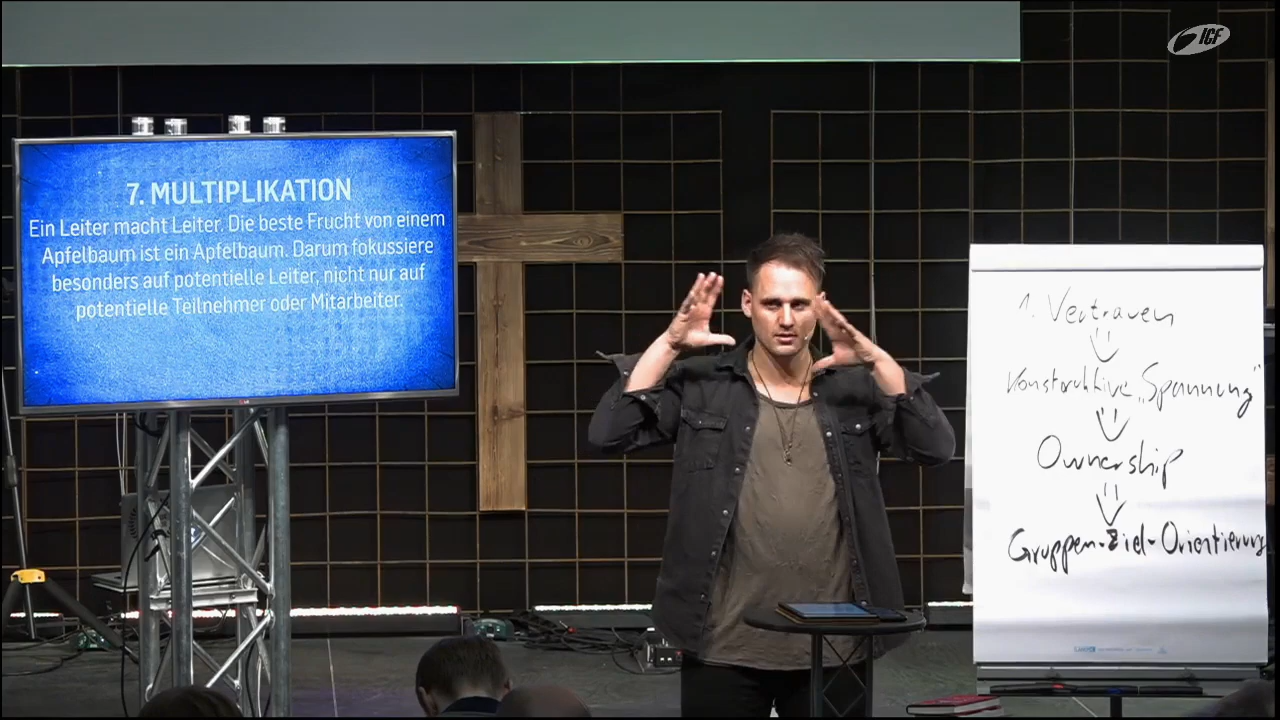 ICF
7. MULTIPLIKATION
Ein Leiter macht Leiter. Die beste Frucht von einem
Apfelbaum ist ein Apfelbaum. Darum fokussiere
besonders auf potentielle Leiter, nicht nur auf
potentielle Teilnehmer oder Mitarbeiter.
1. Vertrauen
Konstruktive „Spannung"
Ownership
Gruppen-Ziel-Orientierung